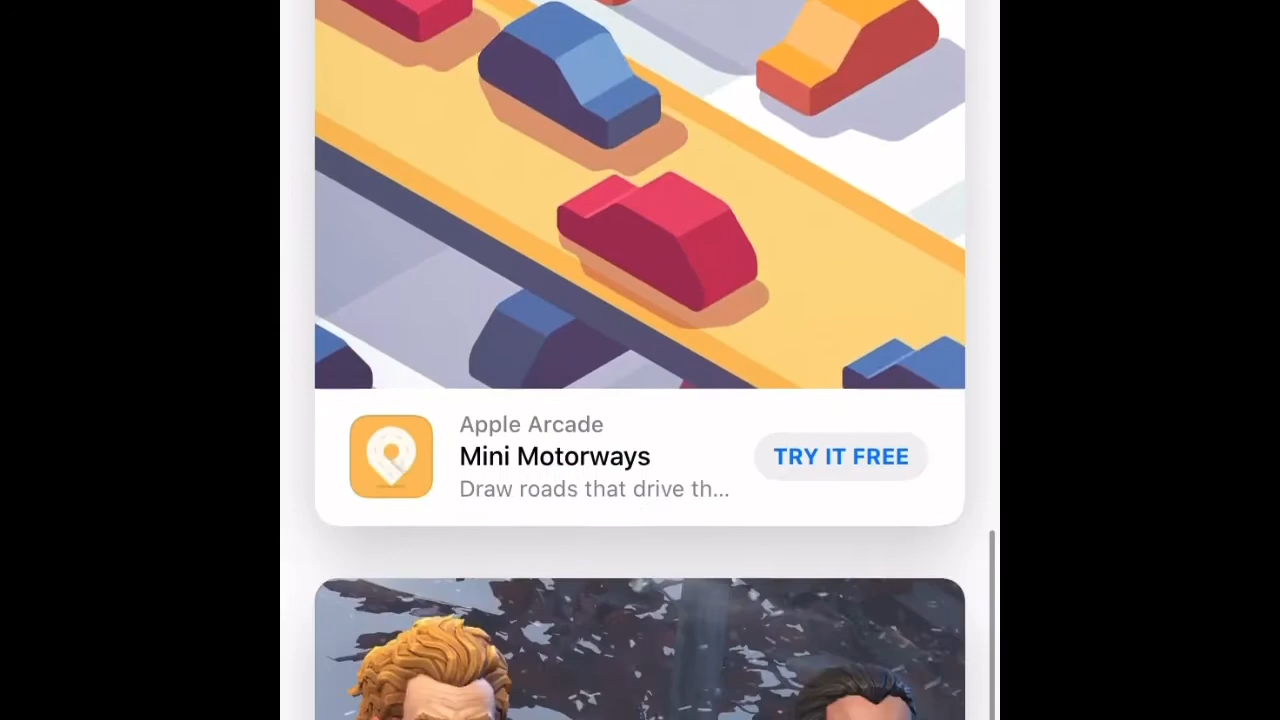 Apple Arcade
Mini Motorways
Draw roads that drive th...
TRY IT FREE